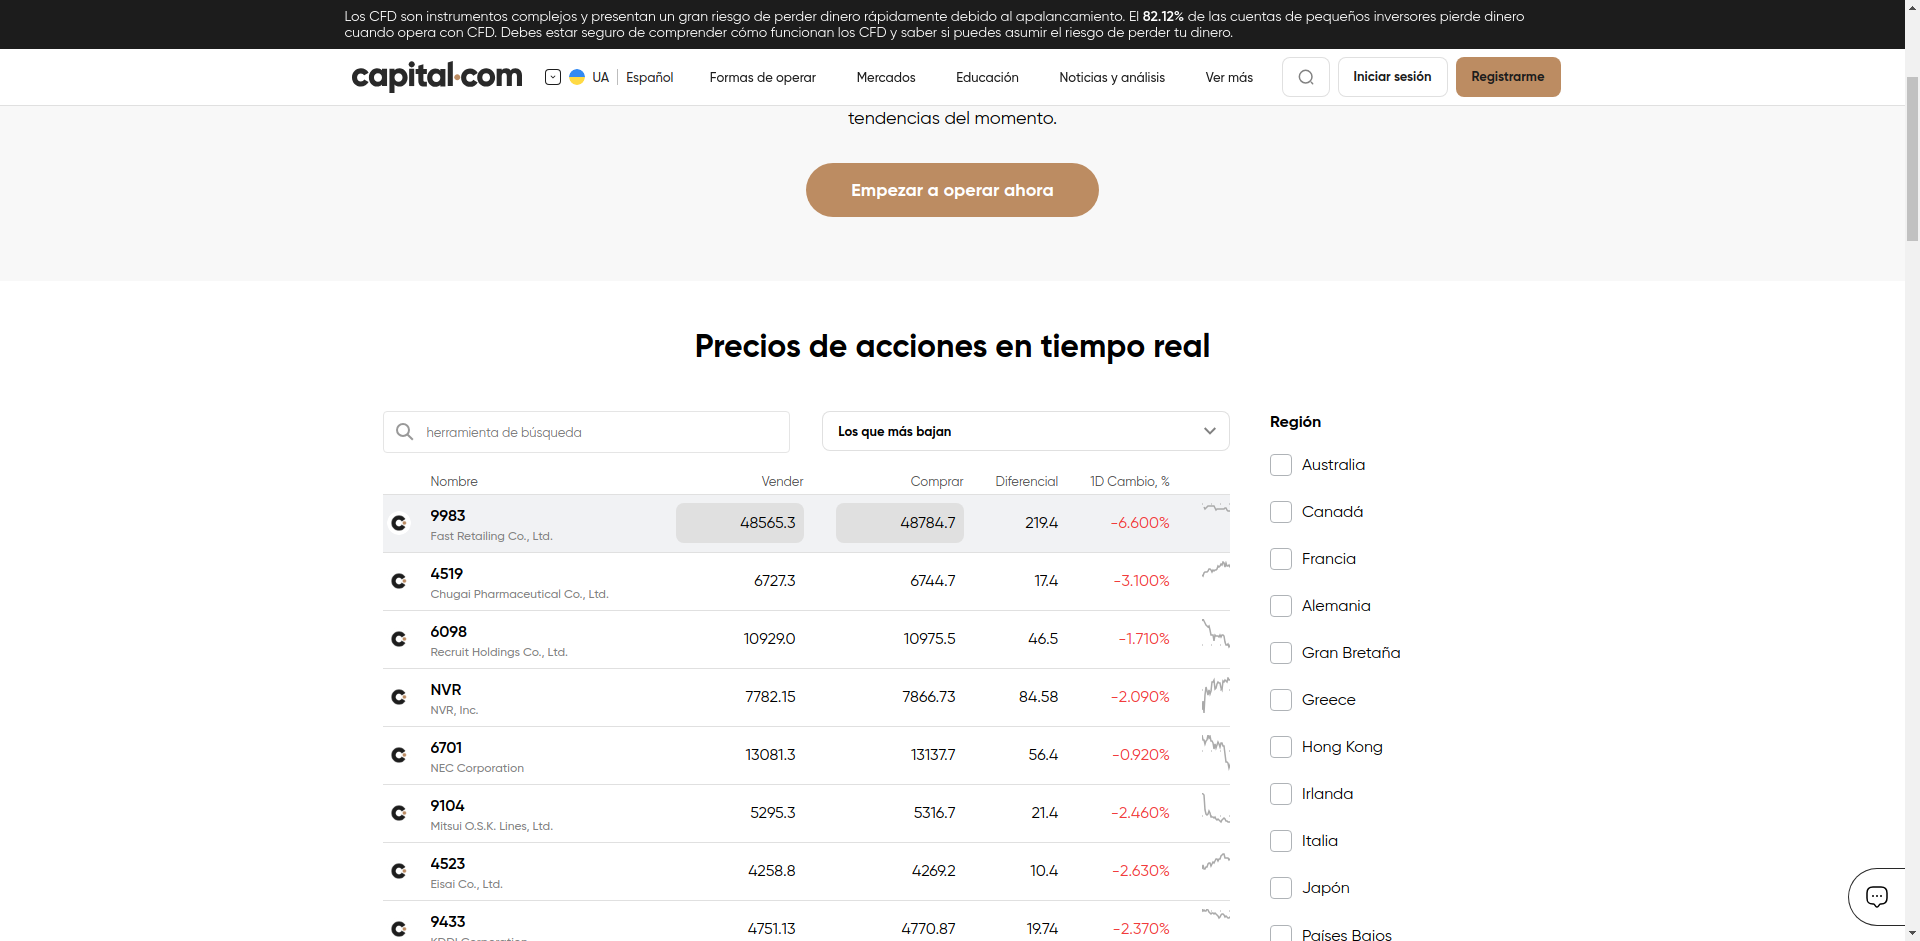 Los CFD son instrumentos complejos y presentan un gran riesgo de perder dinero rápidamente debido al apalancamiento. El 82.12% de las cuentas de pequeños inversores pierde dinero
cuando opera con CFD. Debes estar seguro de comprender cómo funcionan los CFD y saber si puedes asumir el riesgo de perder tu dinero.
capital.com UA Español Formas de operar Mercados Educación Noticias y análisis Ver más Iniciar sesión Registrarme
tendencias del momento.
Empezar a operar ahora
Precios de acciones en tiempo real
herramienta de búsqueda
Los que más bajan
Nombre Vender Comprar Diferencial 1D Cambio, %
9983 48565.3 48784.7 219.4 -6.600%
Fast Retailing Co., Ltd.
4519 6727.3 6744.7 17.4 -3.100%
Chugai Pharmaceutical Co., Ltd.
6098 10929.0 10975.5 46.5 -1.710%
Recruit Holdings Co., Ltd.
NVR 7782.15 7866.73 84.58 -2.090%
NVR, Inc.
6701 13081.3 13137.7 56.4 -0.920%
NEC Corporation
9104 5295.3 5316.7 21.4 -2.460%
Mitsui O.S.K. Lines, Ltd.
4523 4258.8 4269.2 10.4 -2.630%
Eisai Co., Ltd.
9433 4751.13 4770.87 19.74 -2.370%
KDDI Corporation
Región
Australia
Canadá
Francia
Alemania
Gran Bretaña
Greece
Hong Kong
Irlanda
Italia
Japón
Países Bajos